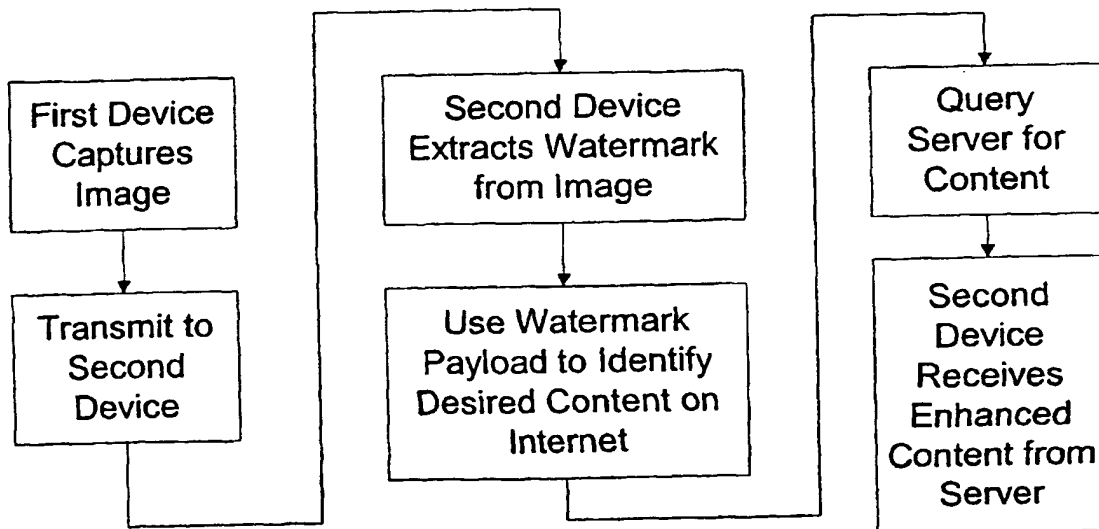 First Device
Captures
Image
Transmit to
Second
Device
Second Device
Extracts Watermark
from Image
Use Watermark
Payload to Identify
Desired Content on
Internet
Query
Server for
Content
Second
Device
Receives
Enhanced
Content from
Server